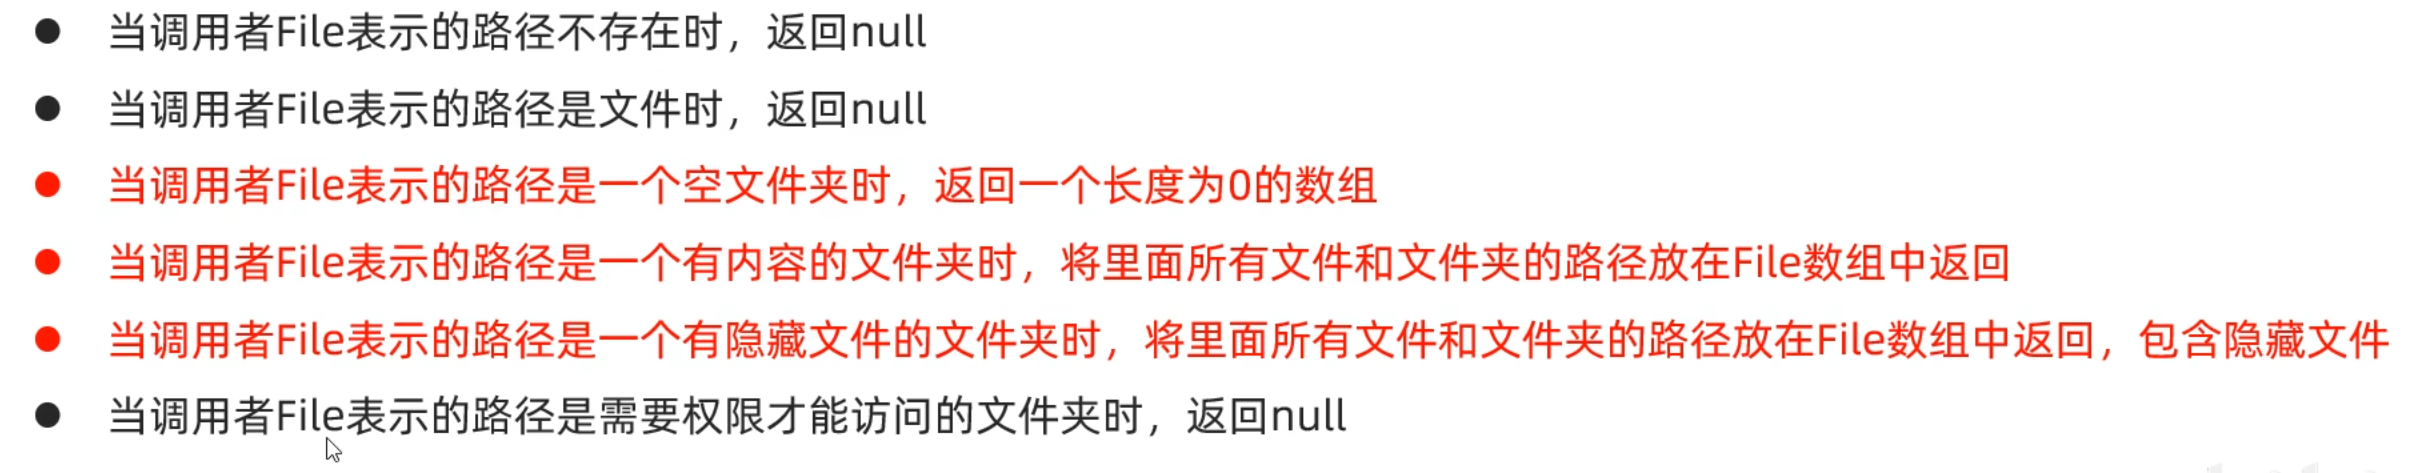 ● 当调用者File表示的路径不存在时，返回null
● 当调用者File表示的路径是文件时，返回null
● 当调用者File表示的路径是一个空文件夹时，返回一个长度为0的数组
● 当调用者File表示的路径是一个有内容的文件夹时，将里面所有文件和文件夹的路径放在File数组中返回
● 当调用者File表示的路径是一个有隐藏文件的文件夹时，将里面所有文件和文件夹的路径放在File数组中返回，包含隐藏文件
● 当调用者File表示的路径是需要权限才能访问的文件夹时，返回null